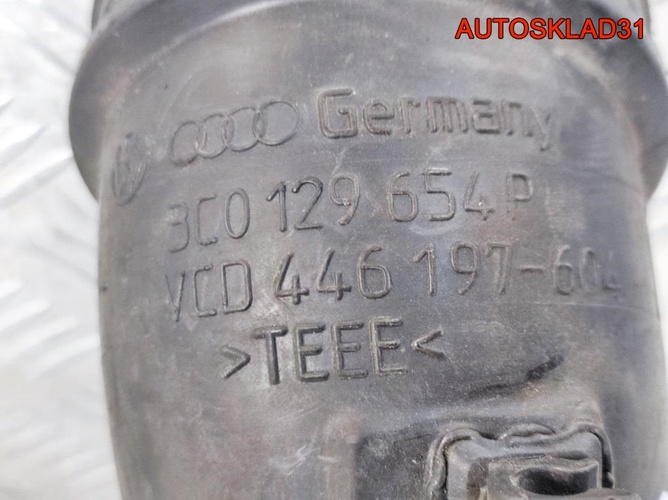 AUTOSKLAD31
Germany
3C0 129 654 P
VCD 446 197-604
>TEEE<